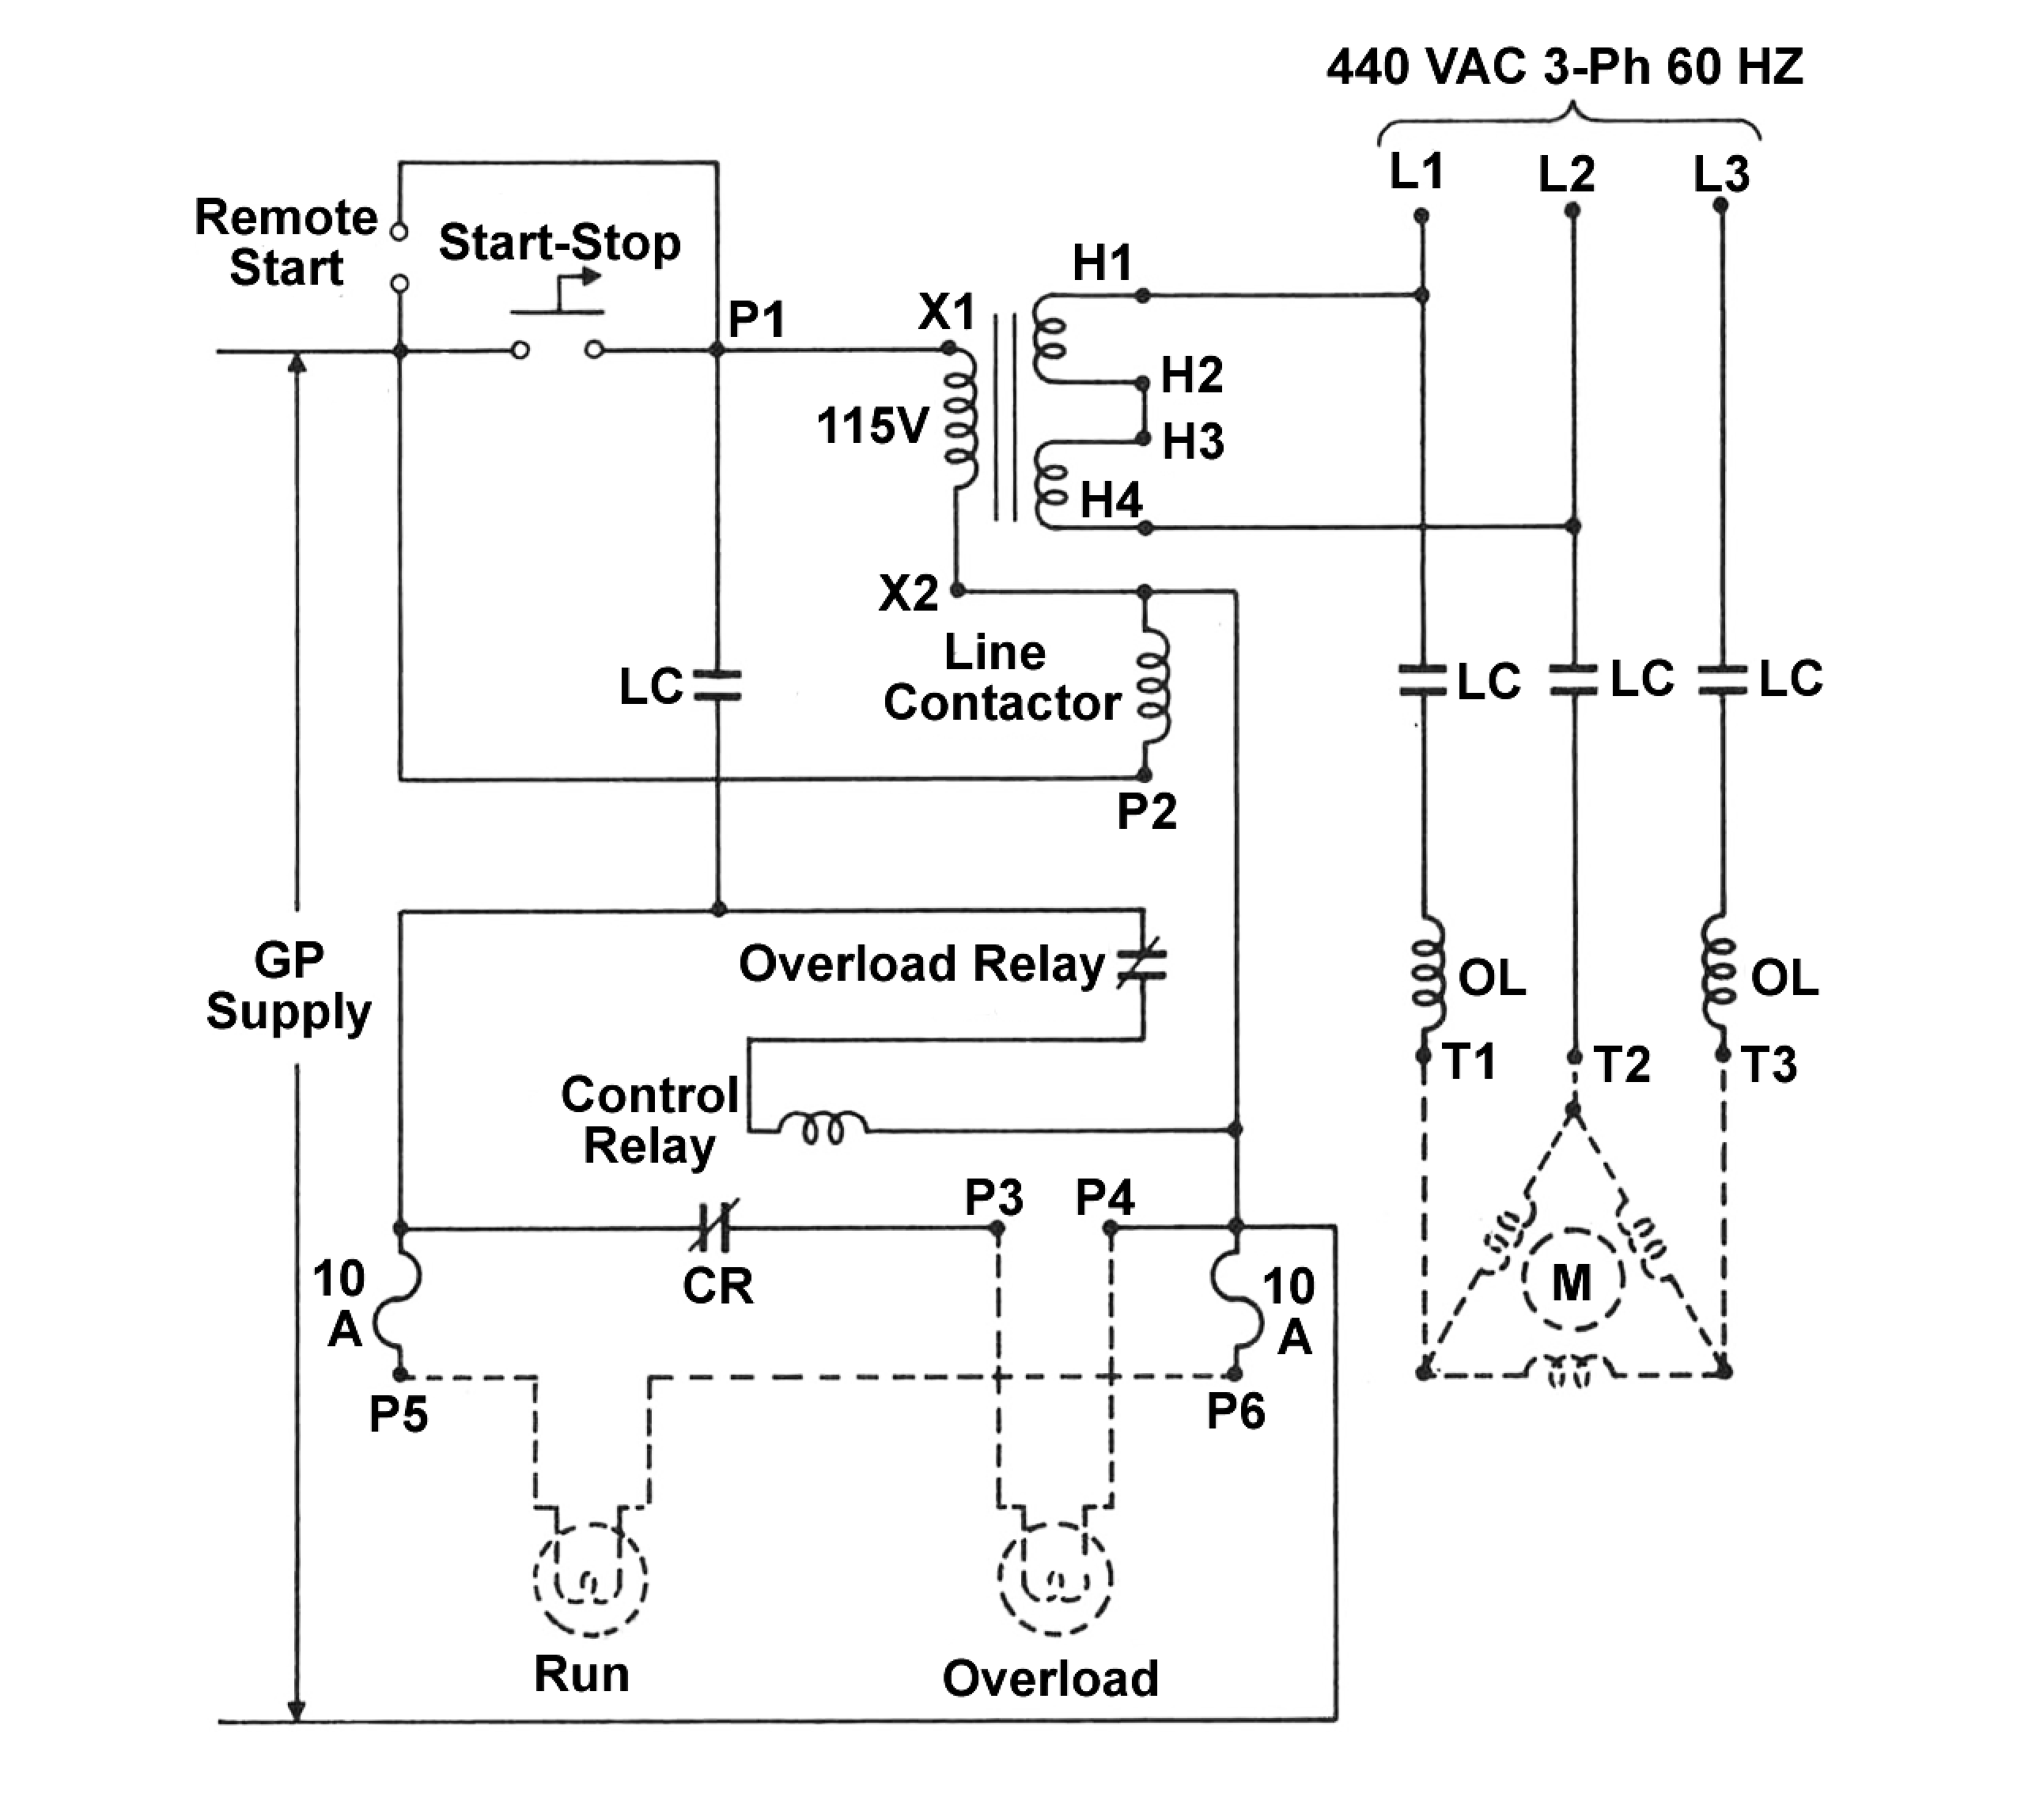 440 VAC 3-Ph 60 HZ
L1
L2
L3
Remote
Start
Start-Stop
P1
X1
H1
H2
115V
H3
H4
X2
Line
Contactor
LC
LC
LC
LC
P2
GP
Supply
Overload Relay
OL
OL
T1
T2
T3
Control
Relay
P3
P4
10
A
CR
10
A
M
P5
P6
Run
Overload